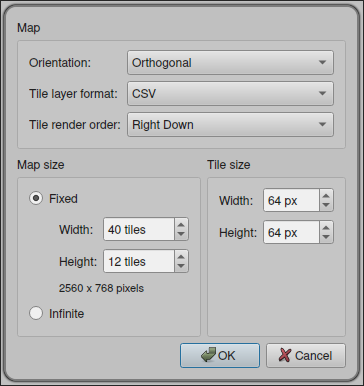 Map
Orientation: Orthogonal
Tile layer format: CSV
Tile render order: Right Down
Map size
Fixed
Width: 40 tiles
Height: 12 tiles
2560 x 768 pixels
Infinite
Tile size
Width: 64 px
Height: 64 px
OK
Cancel